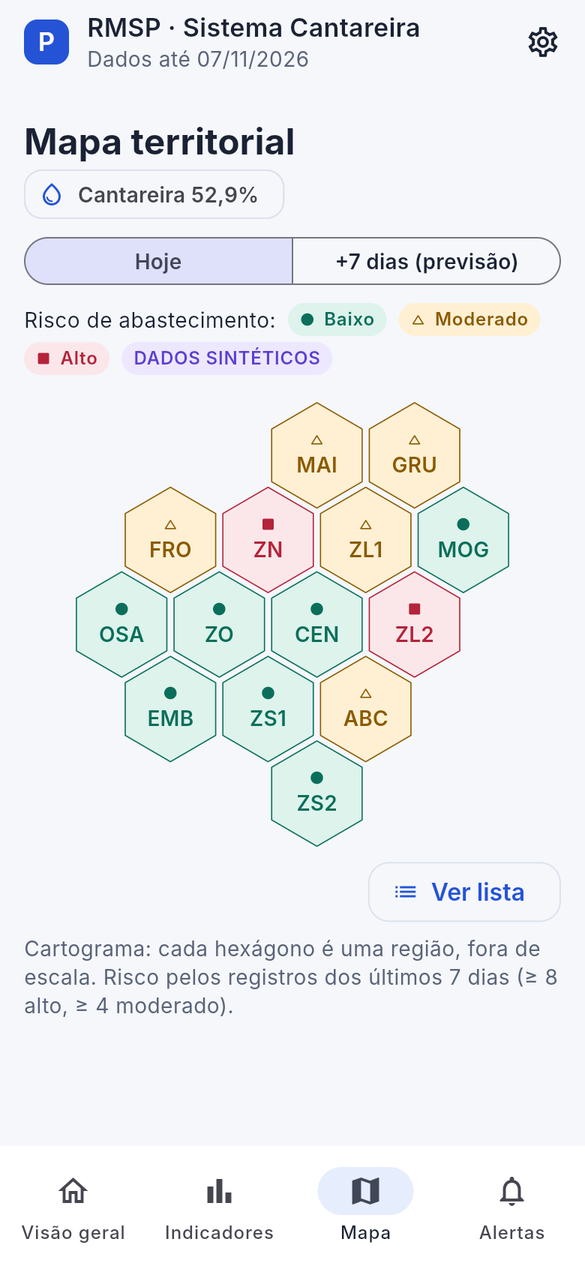 P
RMSP · Sistema Cantareira
Dados até 07/11/2026
Mapa territorial
Cantareira 52,9%
Hoje
+7 dias (previsão)
Risco de abastecimento: Baixo Moderado
Alto DADOS SINTÉTICOS
MAI GRU
FRO ZN ZL1 MOG
OSA ZO CEN ZL2
EMB ZS1 ABC
ZS2
Ver lista
Cartograma: cada hexágono é uma região, fora de
escala. Risco pelos registros dos últimos 7 dias (≥ 8
alto, ≥ 4 moderado).
Visão geral Indicadores Mapa Alertas